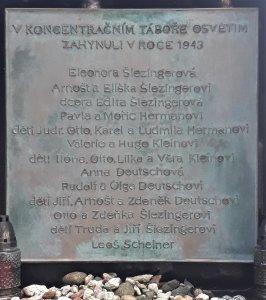 V KONCENTRAČNÍM TÁBOŘE OSVĚTIM
ZAHYNULI V ROCE 1943
Eleonora Šlezingerová
Arnošt a Eliška Šlezingerovi
dcera Edita Šlezingerová
Pavla a Mořic Hermanovi
děti Judr. Otto, Karel a Ludmila Hermanovi
Valerie a Hugo Kleinovi
děti Ilona, Otto, Lilka a Věra Kleinovi
Anna Deutschová
Rudolf a Olga Deutschovi
děti Jiří, Arnošt a Zdeněk Deutschovi
Otto a Zdeňka Šlezingerovi
děti Truda a Jiří Šlezingerovi
Leoš Scheiner